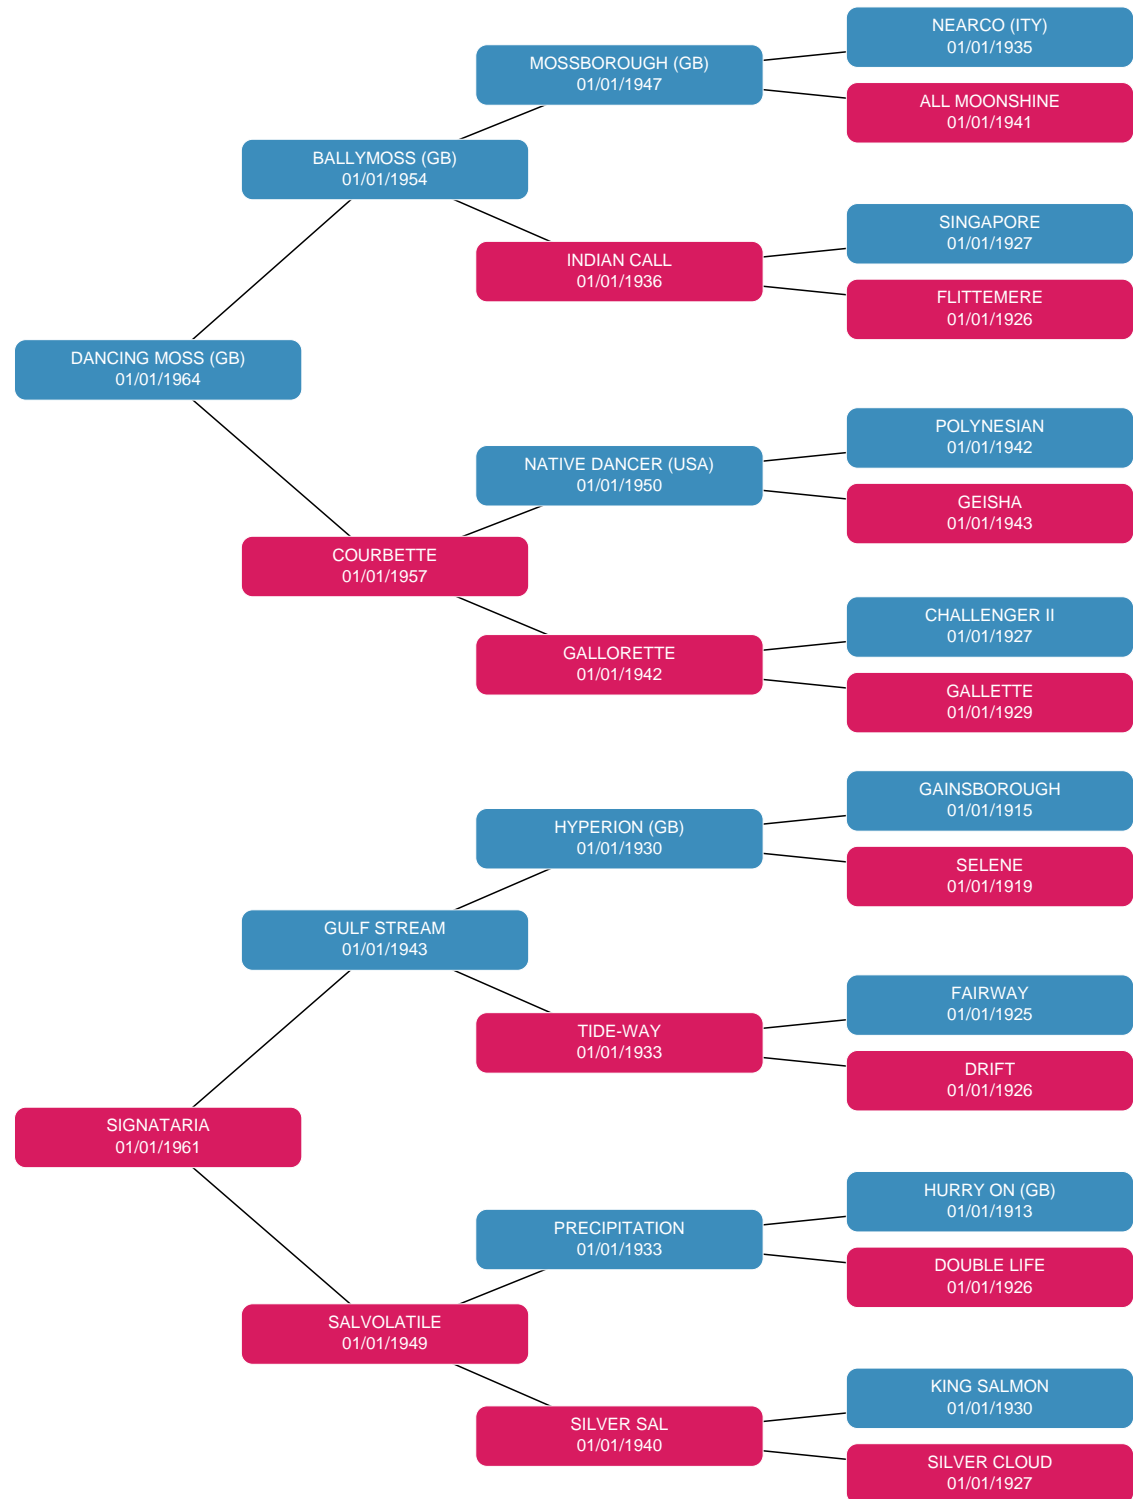 NEARCO (ITY)
01/01/1935
MOSSBOROUGH (GB)
01/01/1947
ALL MOONSHINE
01/01/1941
BALLYMOSS (GB)
01/01/1954
SINGAPORE
01/01/1927
INDIAN CALL
01/01/1936
FLITTEMERE
01/01/1926
DANCING MOSS (GB)
01/01/1964
POLYNESIAN
01/01/1942
NATIVE DANCER (USA)
01/01/1950
GEISHA
01/01/1943
COURBETTE
01/01/1957
CHALLENGER II
01/01/1927
GALLORETTE
01/01/1942
GALLETTE
01/01/1929
GAINSBOROUGH
01/01/1915
HYPERION (GB)
01/01/1930
SELENE
01/01/1919
GULF STREAM
01/01/1943
FAIRWAY
01/01/1925
TIDE-WAY
01/01/1933
DRIFT
01/01/1926
SIGNATARIA
01/01/1961
HURRY ON (GB)
01/01/1913
PRECIPITATION
01/01/1933
DOUBLE LIFE
01/01/1926
SALVOLATILE
01/01/1949
KING SALMON
01/01/1930
SILVER SAL
01/01/1940
SILVER CLOUD
01/01/1927